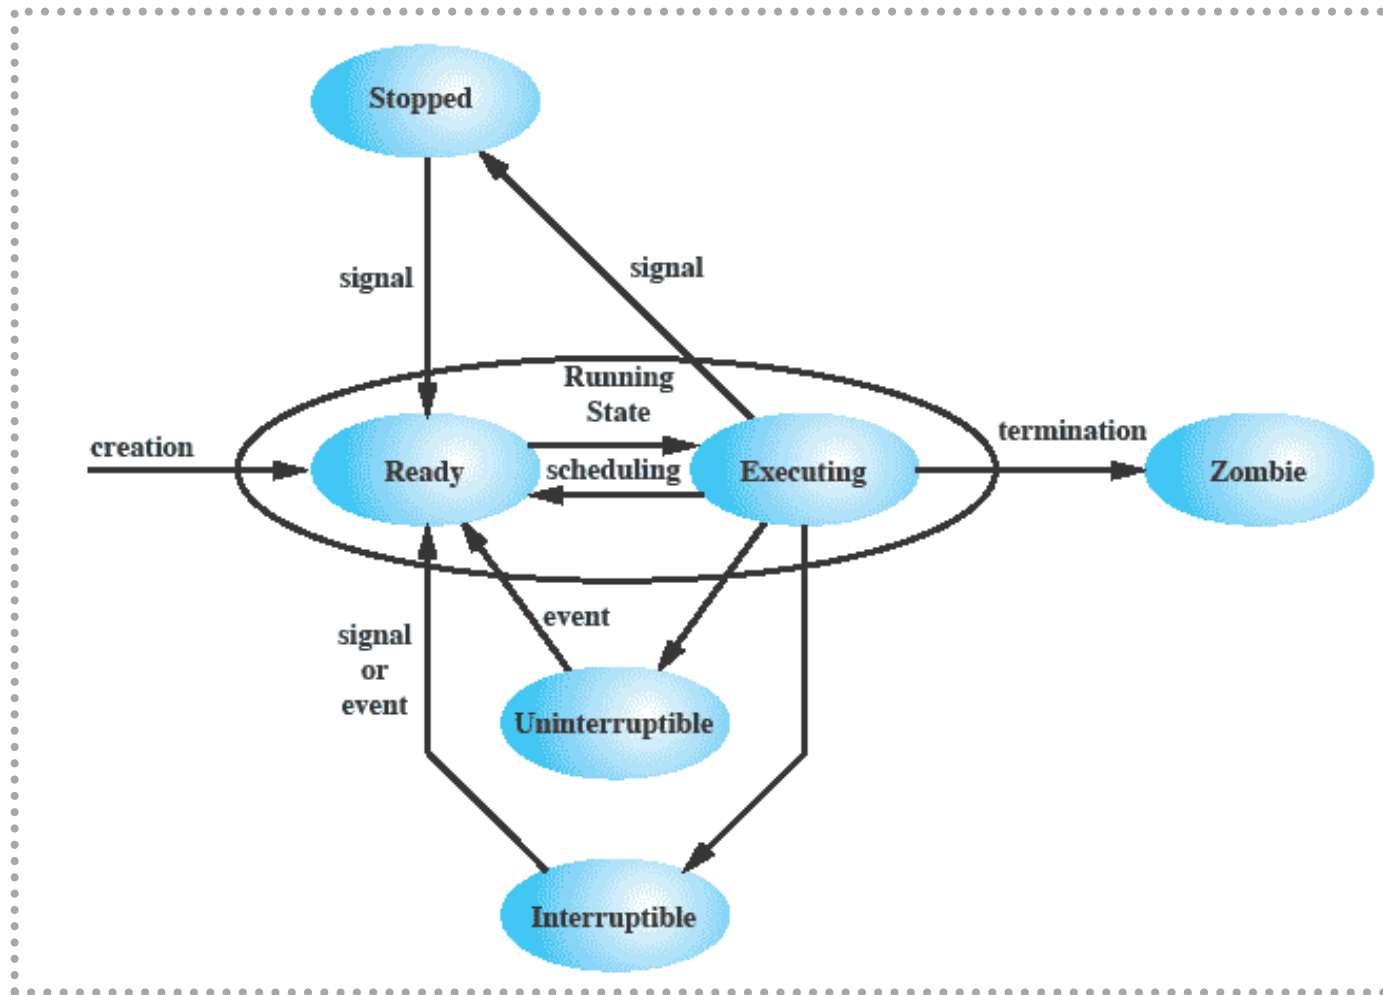 Stopped
signal
signal
Running
State
creation
Ready
scheduling
Executing
termination
Zombie
event
signal
or
event
Uninterruptible
Interruptible